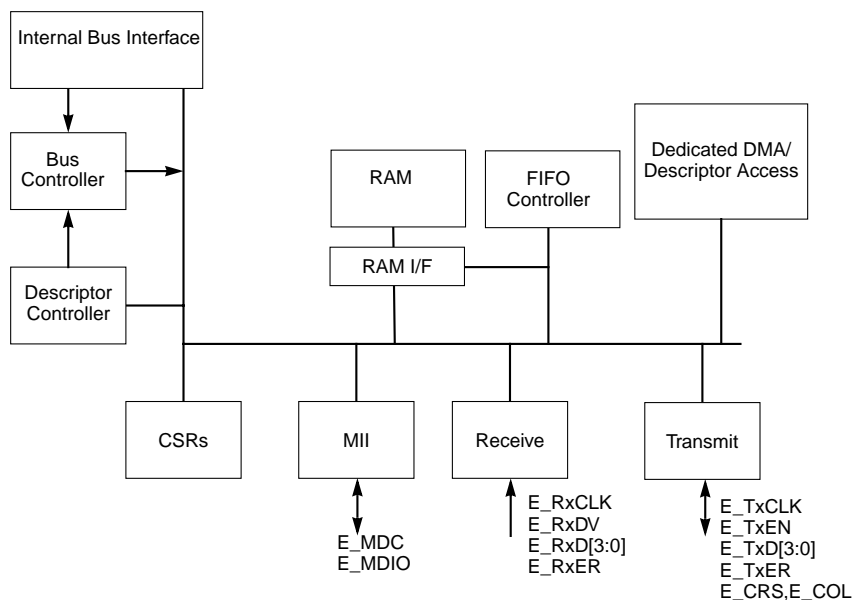 Internal Bus Interface
Bus
Controller
Descriptor
Controller
RAM
RAM I/F
FIFO
Controller
Dedicated DMA/
Descriptor Access
CSRs
MII
Receive
Transmit
E_MDC
E_MDIO
E_RxCLK
E_RxDV
E_RxD[3:0]
E_RxER
E_TxCLK
E_TxEN
E_TxD[3:0]
E_TxER
E_CRS,E_COL